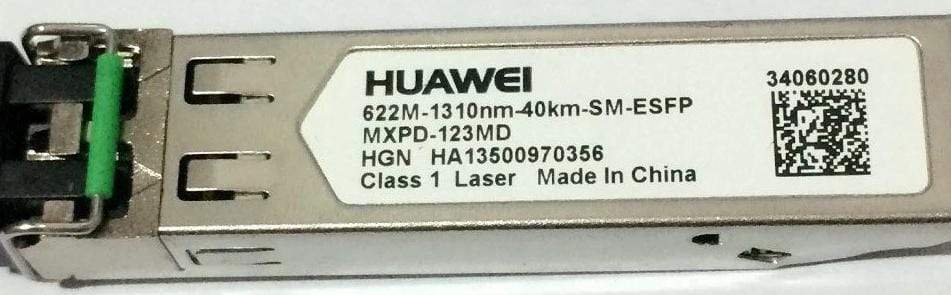 HUAWEI
34060280
622M-1310nm-40km-SM-ESFP
MXPD-123MD
HGN HA13500970356
Class 1 Laser Made In China